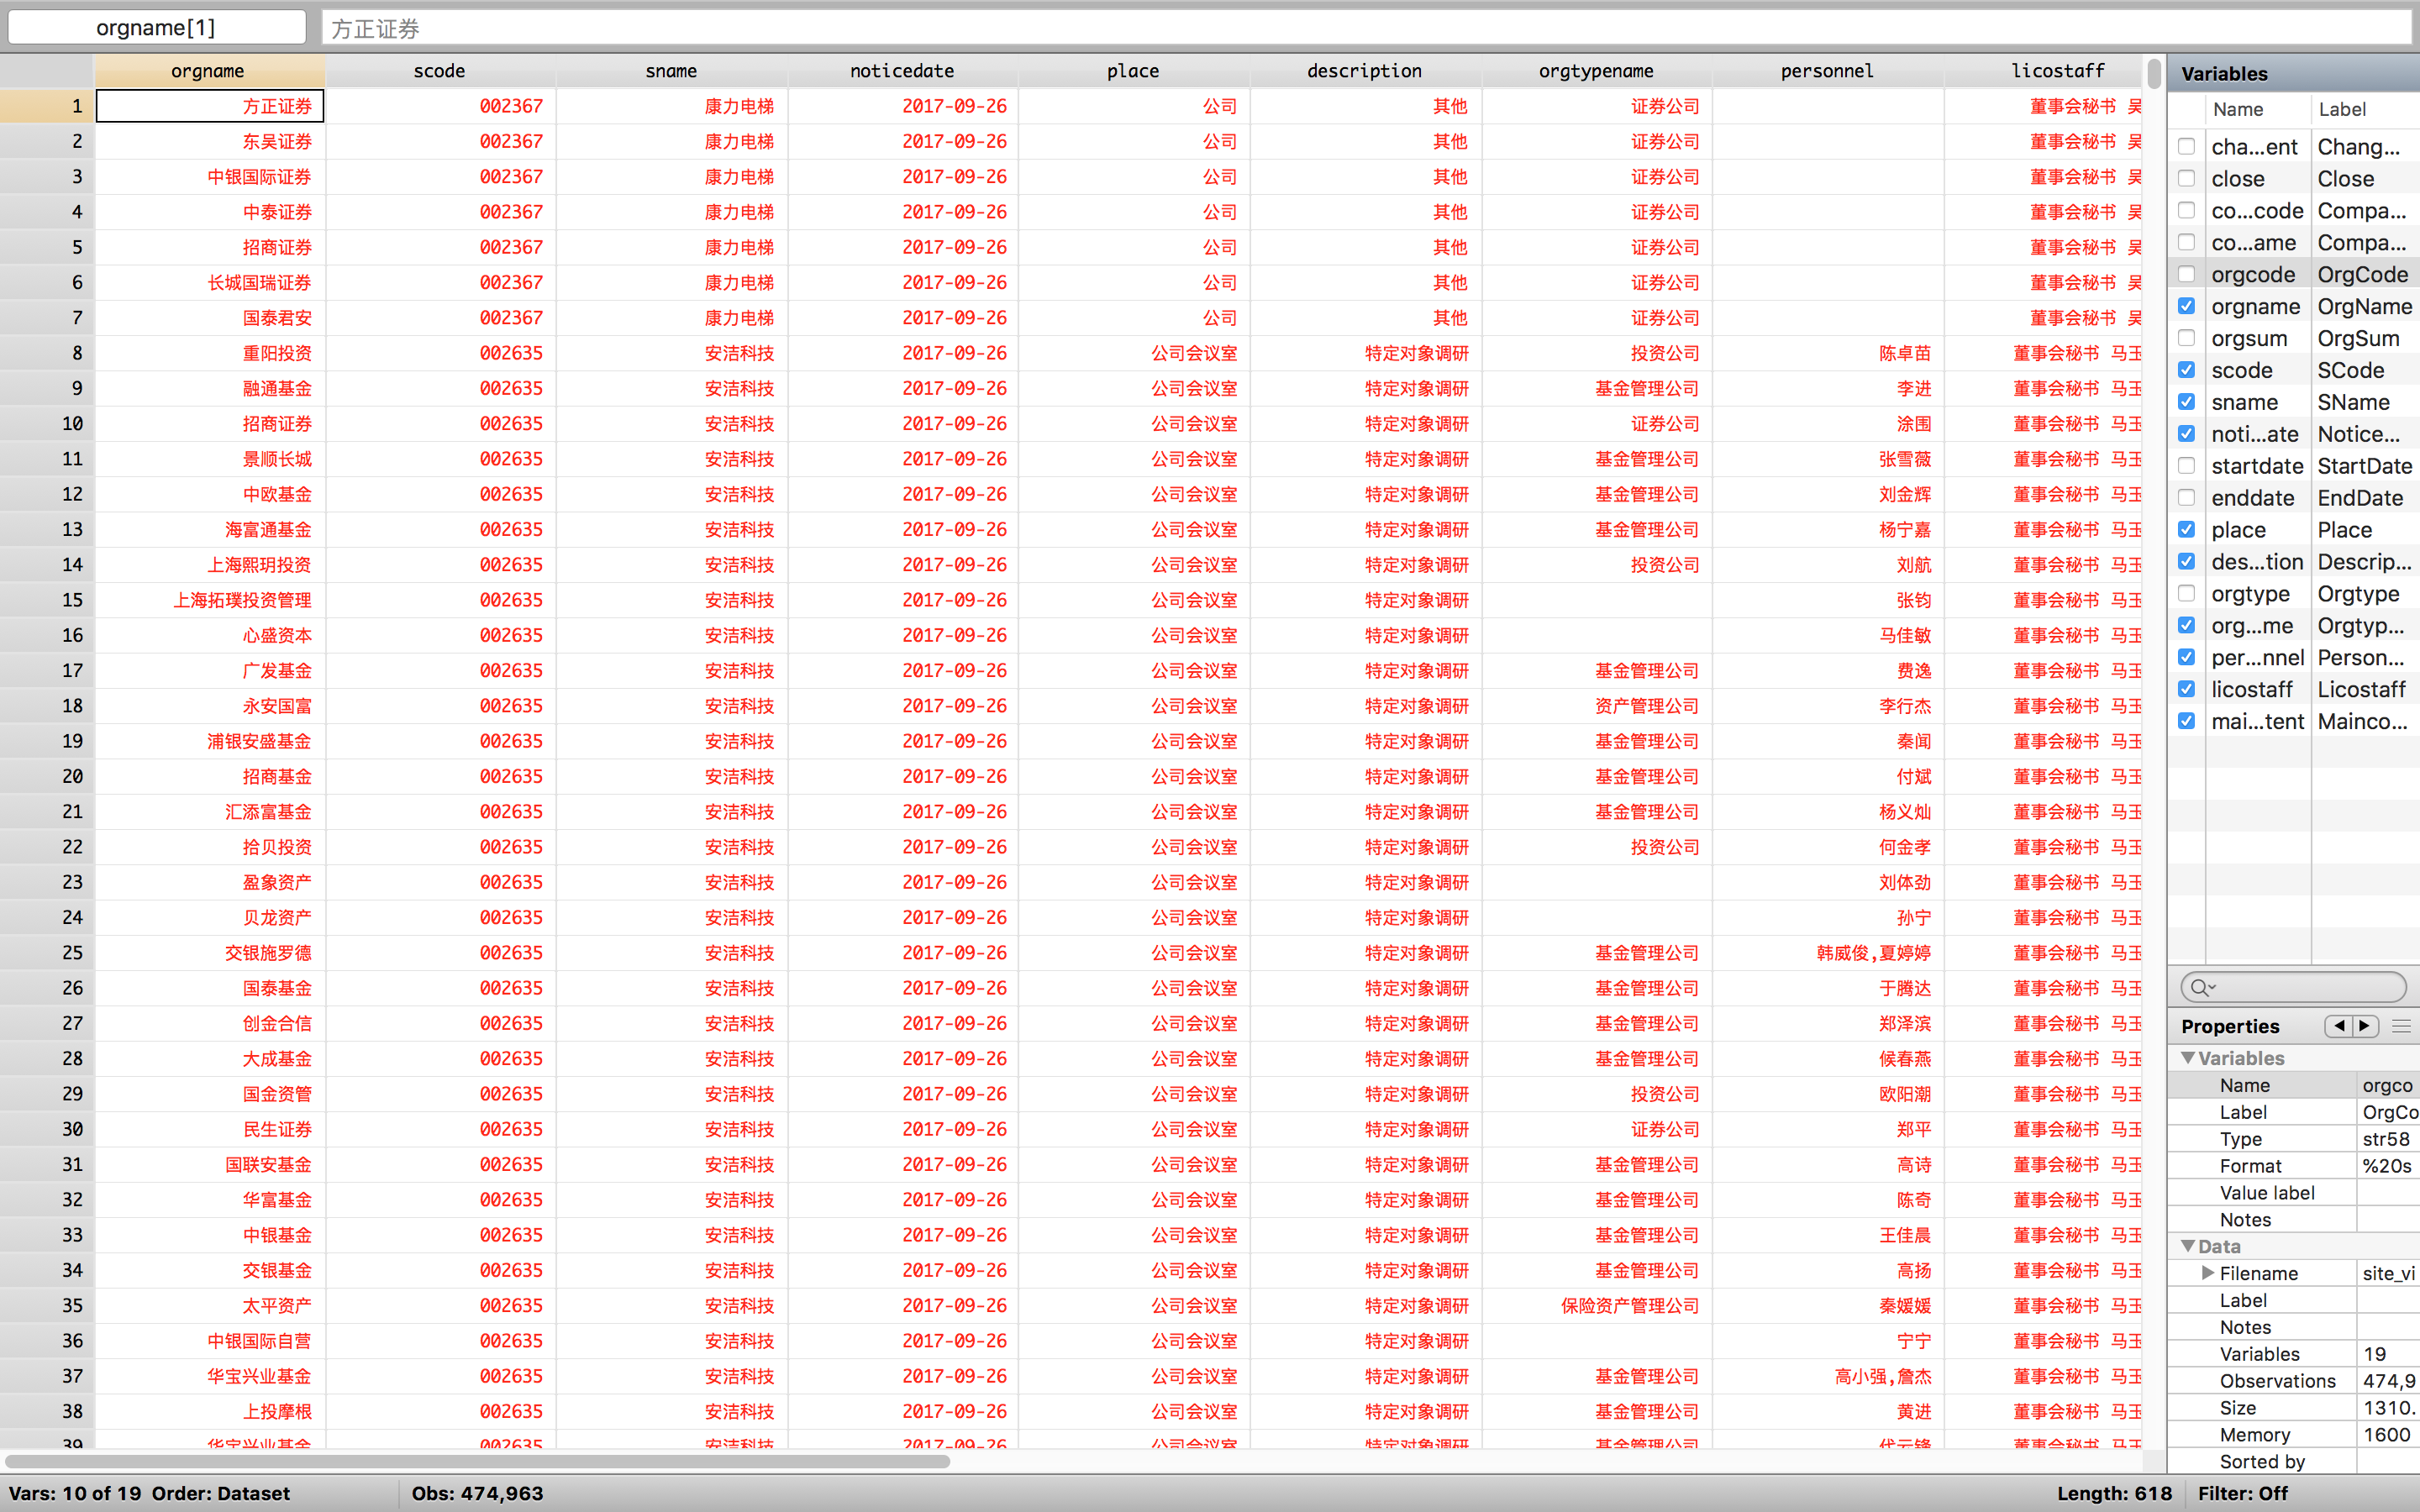 orgname[1] 方正证券
orgname scode sname noticedate place description orgtypename personnel licostaff
1 方正证券 002367 康力电梯 2017-09-26 公司 其他 证券公司 董事会秘书 吴
2 东吴证券 002367 康力电梯 2017-09-26 公司 其他 证券公司 董事会秘书 吴
3 中银国际证券 002367 康力电梯 2017-09-26 公司 其他 证券公司 董事会秘书 吴
4 中泰证券 002367 康力电梯 2017-09-26 公司 其他 证券公司 董事会秘书 吴
5 招商证券 002367 康力电梯 2017-09-26 公司 其他 证券公司 董事会秘书 吴
6 长城国瑞证券 002367 康力电梯 2017-09-26 公司 其他 证券公司 董事会秘书 吴
7 国泰君安 002367 康力电梯 2017-09-26 公司 其他 证券公司 董事会秘书 吴
8 重阳投资 002635 安洁科技 2017-09-26 公司会议室 特定对象调研 投资公司 陈卓苗 董事会秘书 马玉
9 融通基金 002635 安洁科技 2017-09-26 公司会议室 特定对象调研 基金管理公司 李进 董事会秘书 马玉
10 招商证券 002635 安洁科技 2017-09-26 公司会议室 特定对象调研 证券公司 涂围 董事会秘书 马玉
11 景顺长城 002635 安洁科技 2017-09-26 公司会议室 特定对象调研 基金管理公司 张雪薇 董事会秘书 马玉
12 中欧基金 002635 安洁科技 2017-09-26 公司会议室 特定对象调研 基金管理公司 刘金辉 董事会秘书 马玉
13 海富通基金 002635 安洁科技 2017-09-26 公司会议室 特定对象调研 基金管理公司 杨宁嘉 董事会秘书 马玉
14 上海熙玥投资 002635 安洁科技 2017-09-26 公司会议室 特定对象调研 投资公司 刘航 董事会秘书 马玉
15 上海拓璞投资管理 002635 安洁科技 2017-09-26 公司会议室 特定对象调研 张钧 董事会秘书 马玉
16 心盛资本 002635 安洁科技 2017-09-26 公司会议室 特定对象调研 马佳敏 董事会秘书 马玉
17 广发基金 002635 安洁科技 2017-09-26 公司会议室 特定对象调研 基金管理公司 费逸 董事会秘书 马玉
18 永安国富 002635 安洁科技 2017-09-26 公司会议室 特定对象调研 资产管理公司 李行杰 董事会秘书 马玉
19 浦银安盛基金 002635 安洁科技 2017-09-26 公司会议室 特定对象调研 基金管理公司 秦闻 董事会秘书 马玉
20 招商基金 002635 安洁科技 2017-09-26 公司会议室 特定对象调研 基金管理公司 付斌 董事会秘书 马玉
21 汇添富基金 002635 安洁科技 2017-09-26 公司会议室 特定对象调研 基金管理公司 杨义灿 董事会秘书 马玉
22 拾贝投资 002635 安洁科技 2017-09-26 公司会议室 特定对象调研 投资公司 何金孝 董事会秘书 马玉
23 盈象资产 002635 安洁科技 2017-09-26 公司会议室 特定对象调研 刘体劲 董事会秘书 马玉
24 贝龙资产 002635 安洁科技 2017-09-26 公司会议室 特定对象调研 孙宁 董事会秘书 马玉
25 交银施罗德 002635 安洁科技 2017-09-26 公司会议室 特定对象调研 基金管理公司 韩威俊,夏婷婷 董事会秘书 马玉
26 国泰基金 002635 安洁科技 2017-09-26 公司会议室 特定对象调研 基金管理公司 于腾达 董事会秘书 马玉
27 创金合信 002635 安洁科技 2017-09-26 公司会议室 特定对象调研 基金管理公司 郑泽滨 董事会秘书 马玉
28 大成基金 002635 安洁科技 2017-09-26 公司会议室 特定对象调研 基金管理公司 候春燕 董事会秘书 马玉
29 国金资管 002635 安洁科技 2017-09-26 公司会议室 特定对象调研 投资公司 欧阳潮 董事会秘书 马玉
30 民生证券 002635 安洁科技 2017-09-26 公司会议室 特定对象调研 证券公司 郑平 董事会秘书 马玉
31 国联安基金 002635 安洁科技 2017-09-26 公司会议室 特定对象调研 基金管理公司 高诗 董事会秘书 马玉
32 华富基金 002635 安洁科技 2017-09-26 公司会议室 特定对象调研 基金管理公司 陈奇 董事会秘书 马玉
33 中银基金 002635 安洁科技 2017-09-26 公司会议室 特定对象调研 基金管理公司 王佳晨 董事会秘书 马玉
34 交银基金 002635 安洁科技 2017-09-26 公司会议室 特定对象调研 基金管理公司 高扬 董事会秘书 马玉
35 太平资产 002635 安洁科技 2017-09-26 公司会议室 特定对象调研 保险资产管理公司 秦媛媛 董事会秘书 马玉
36 中银国际自营 002635 安洁科技 2017-09-26 公司会议室 特定对象调研 宁宁 董事会秘书 马玉
37 华宝兴业基金 002635 安洁科技 2017-09-26 公司会议室 特定对象调研 基金管理公司 高小强,詹杰 董事会秘书 马玉
38 上投摩根 002635 安洁科技 2017-09-26 公司会议室 特定对象调研 基金管理公司 黄进 董事会秘书 马玉
39 华宝兴业基金 002635 安洁科技 2017-09-26 公司会议室 特定对象调研 基金管理公司 代云锋 董事会秘书 马玉
Vars: 10 of 19 Order: Dataset Obs: 474,963 Length: 618 Filter: Off
Variables
Name Label
cha...ent Chang...
close Close
co...code Compa...
co...ame Compa...
orgcode OrgCode
orgname OrgName
orgsum OrgSum
scode SCode
sname SName
noti...ate Notice...
startdate StartDate
enddate EndDate
place Place
des...tion Descrip...
orgtype Orgtype
org...me Orgtyp...
per...nnel Person...
licostaff Licostaff
mai...tent Mainco...
Properties
Variables
Name orgco
Label OrgCo
Type str58
Format %20s
Value label
Notes
Data
Filename site_vi
Label
Notes
Variables 19
Observations 474,9
Size 1310.
Memory 1600
Sorted by